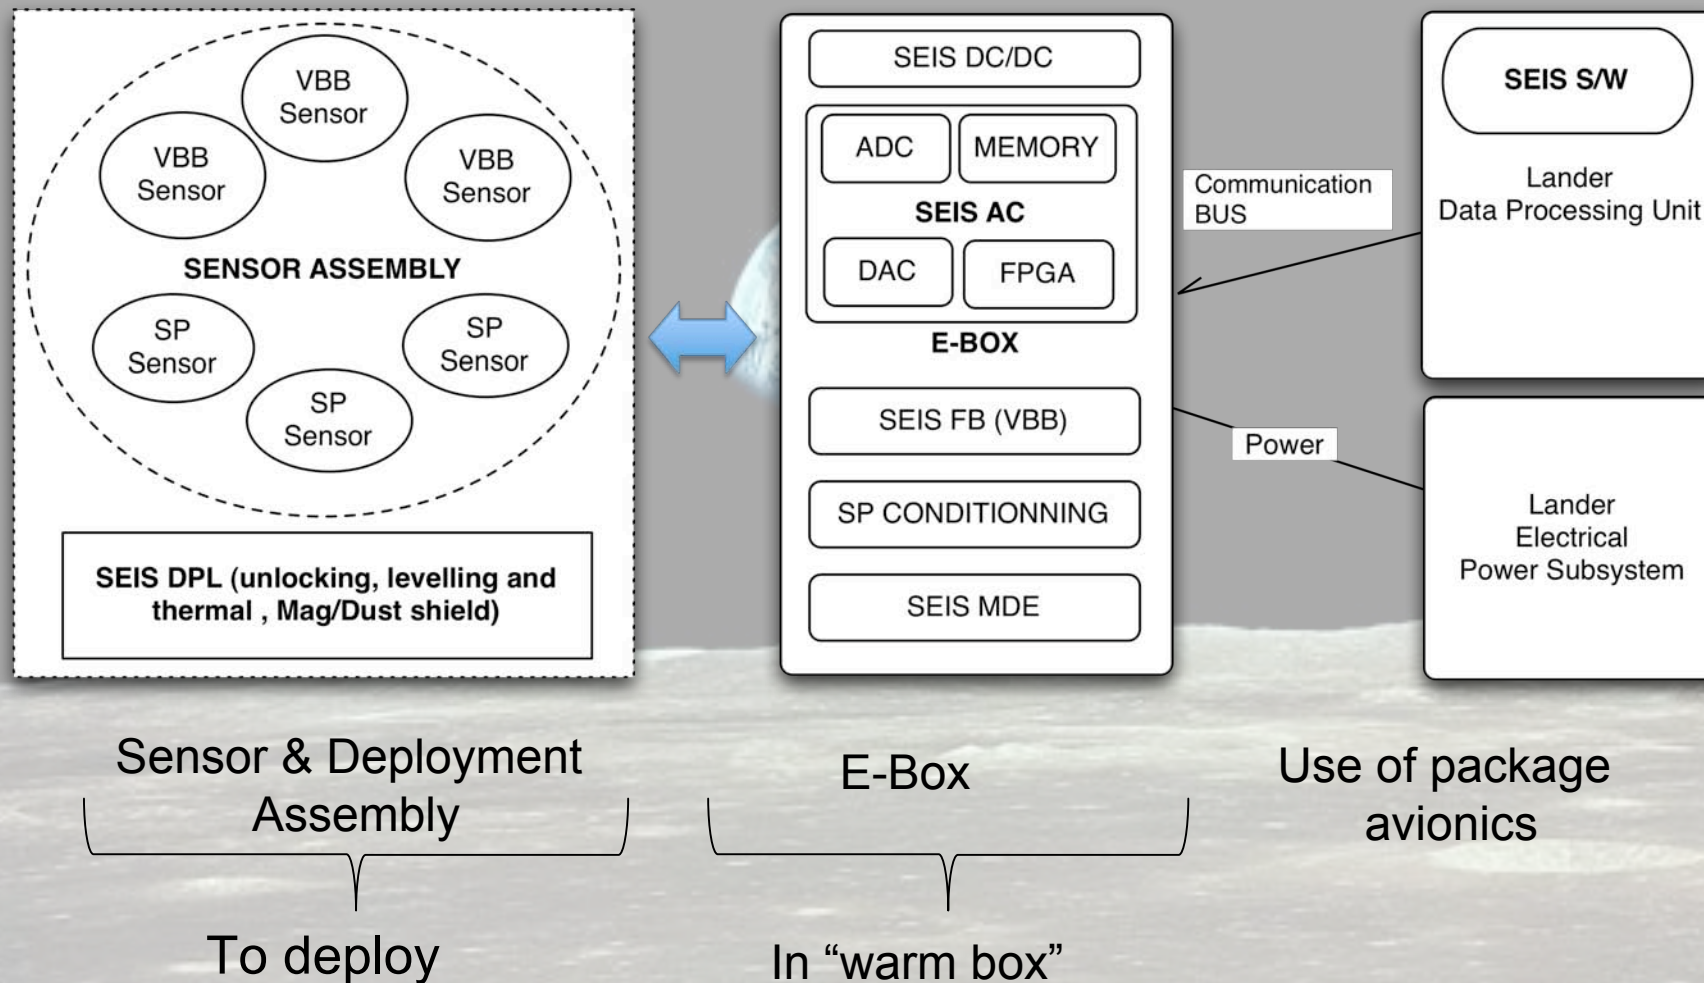 VBB
Sensor
VBB
Sensor
VBB
Sensor
SENSOR ASSEMBLY
SP
Sensor
SP
Sensor
SP
Sensor
SEIS DPL (unlocking, levelling and
thermal , Mag/Dust shield)
SEIS DC/DC
ADC
MEMORY
SEIS AC
DAC
FPGA
E-BOX
SEIS FB (VBB)
SP CONDITIONNING
SEIS MDE
Communication
BUS
Power
SEIS S/W
Lander
Data Processing Unit
Lander
Electrical
Power Subsystem
Sensor & Deployment
Assembly
E-Box
Use of package
avionics
To deploy
In “warm box”